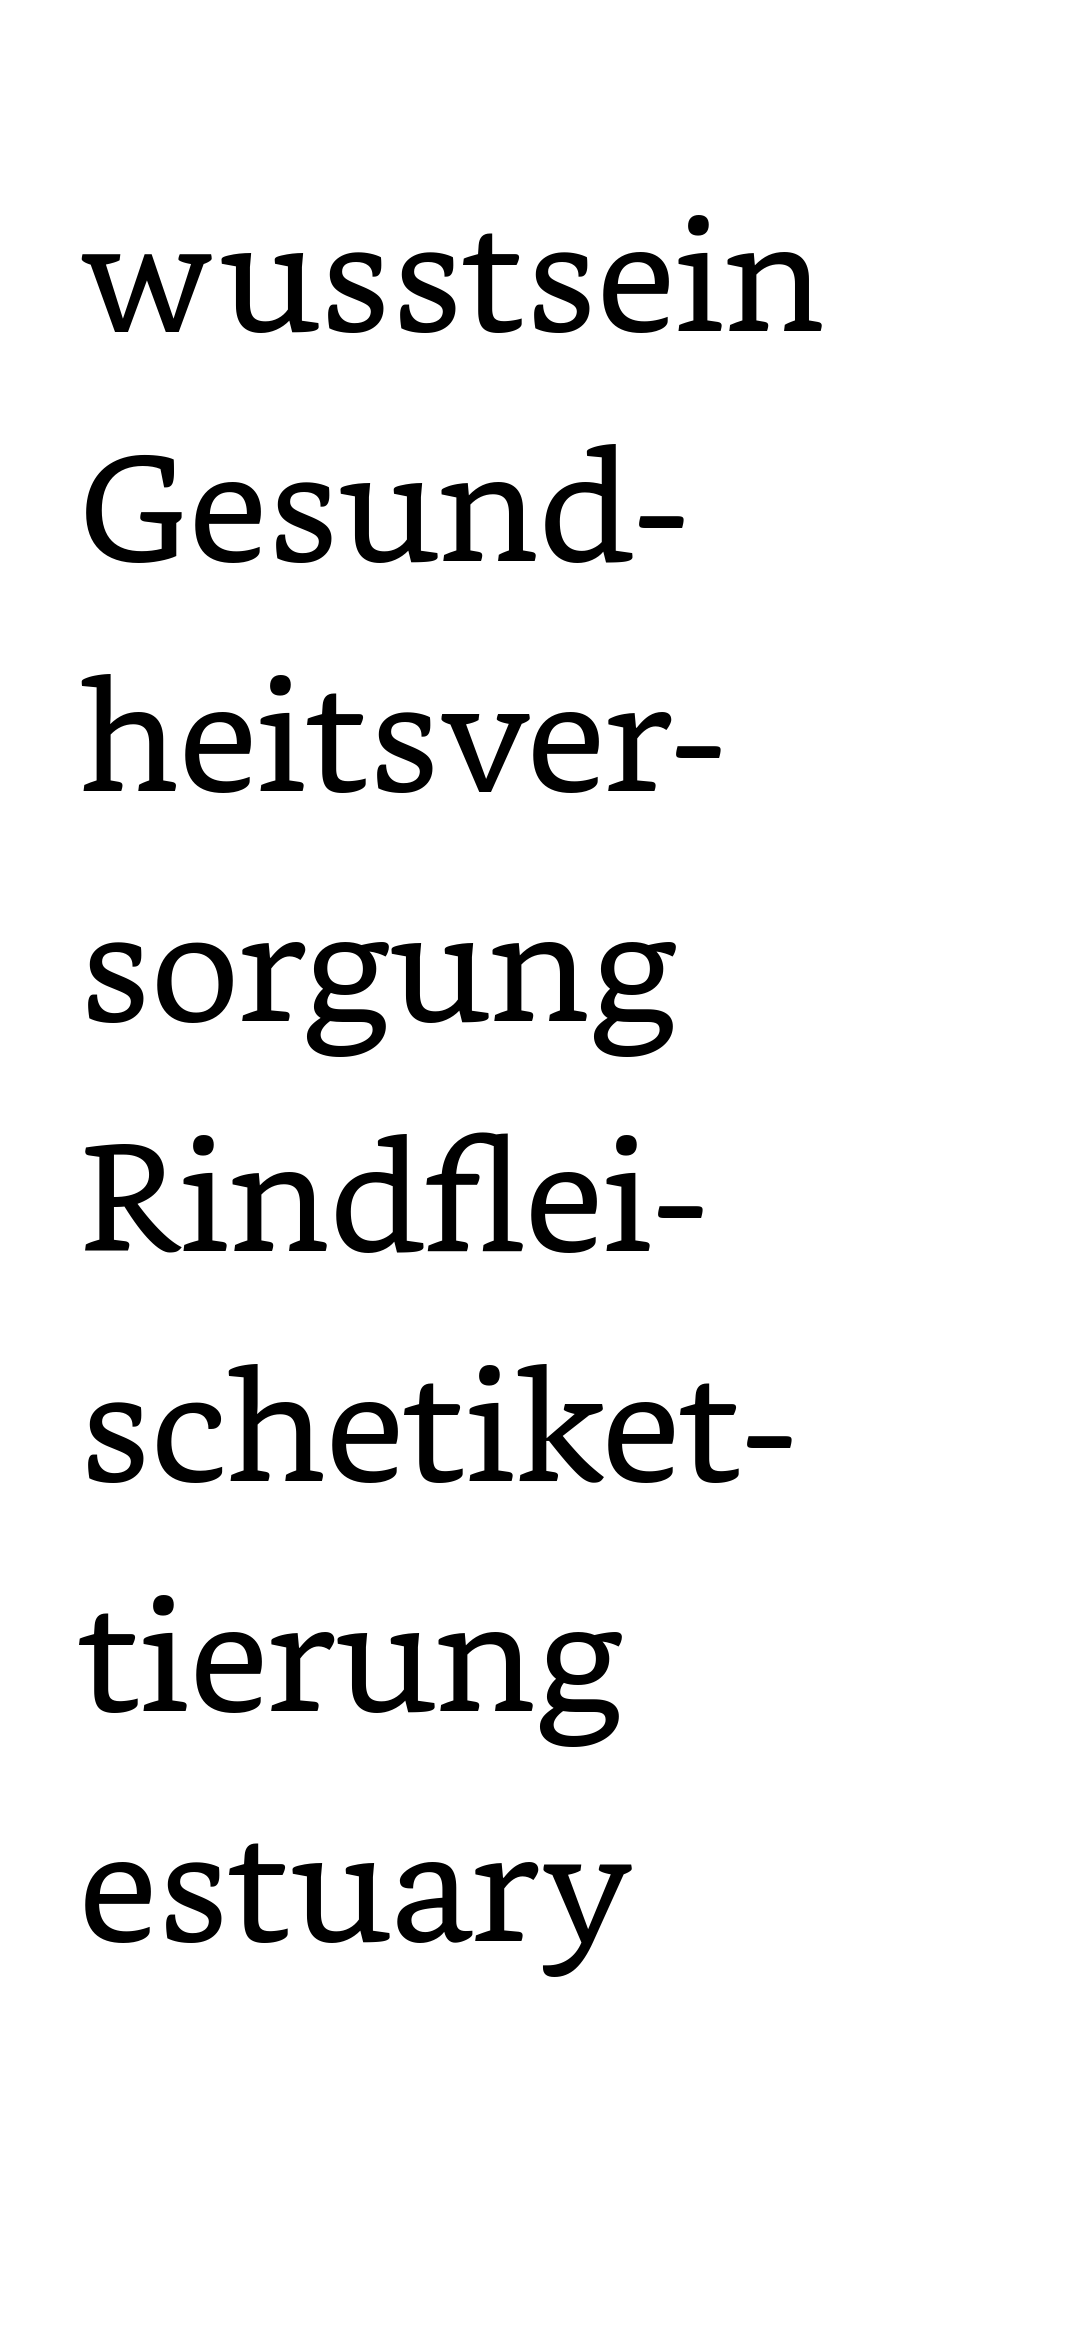 wusstsein
Gesund-
heitsver-
sorgung
Rindflei-
schetiket-
tierung
estuary